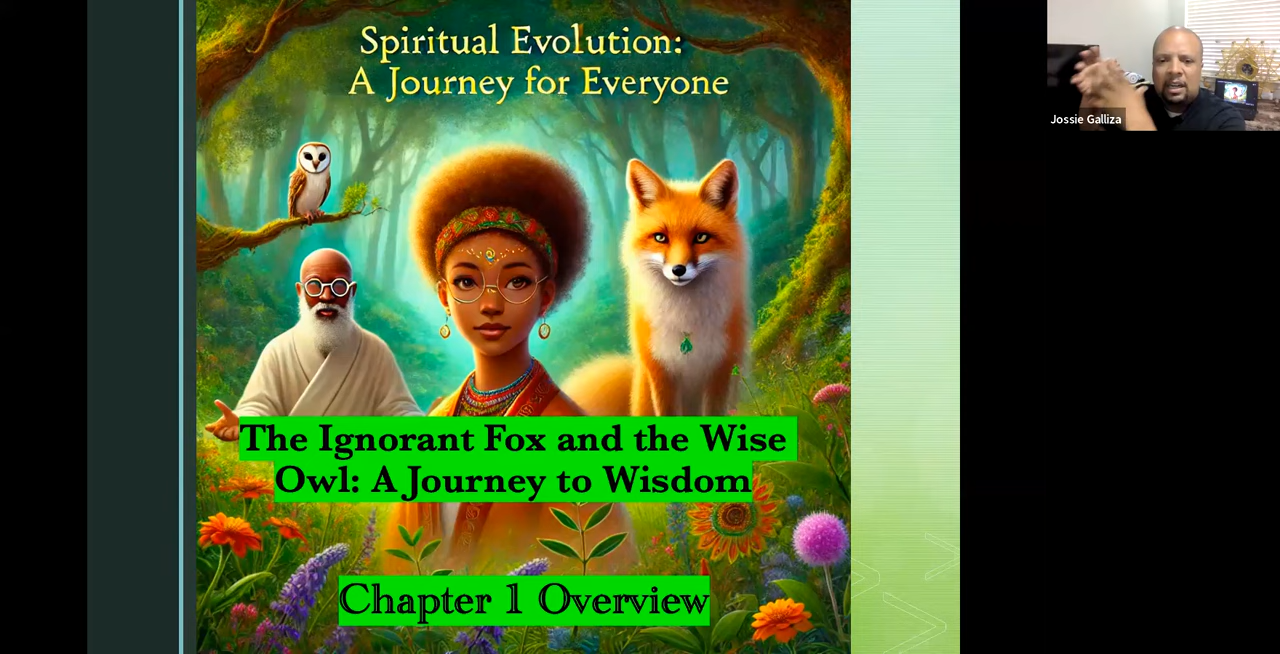 Spiritual Evolution:
A Journey for Everyone
The Ignorant Fox and the Wise
Owl: A Journey to Wisdom
Chapter 1 Overview
Jossie Galliza